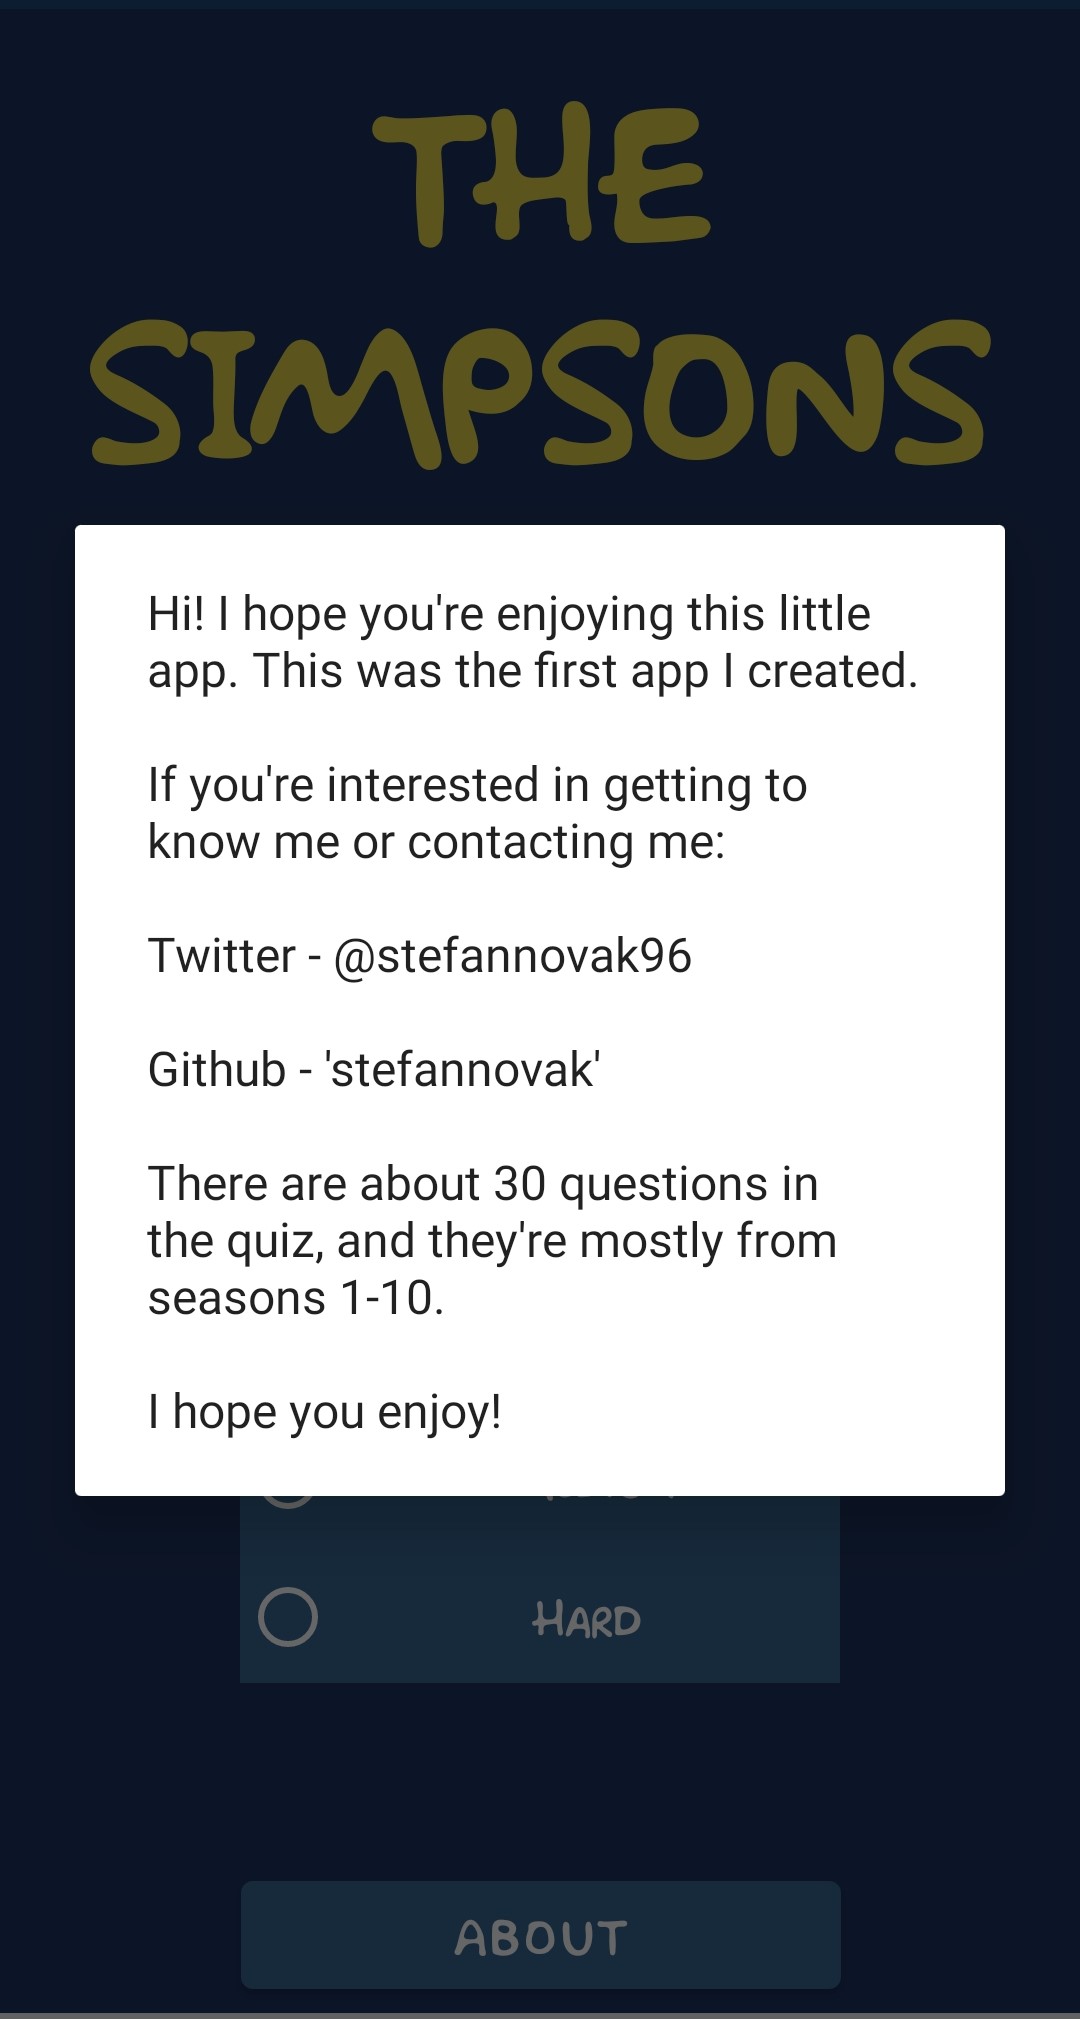 THE
SIMPSONS
Hi! I hope you're enjoying this little
app. This was the first app I created.
If you're interested in getting to
know me or contacting me:
Twitter - @stefannovak96
Github - 'stefannovak'
There are about 30 questions in
the quiz, and they're mostly from
seasons 1-10.
I hope you enjoy!
HARD
ABOUT